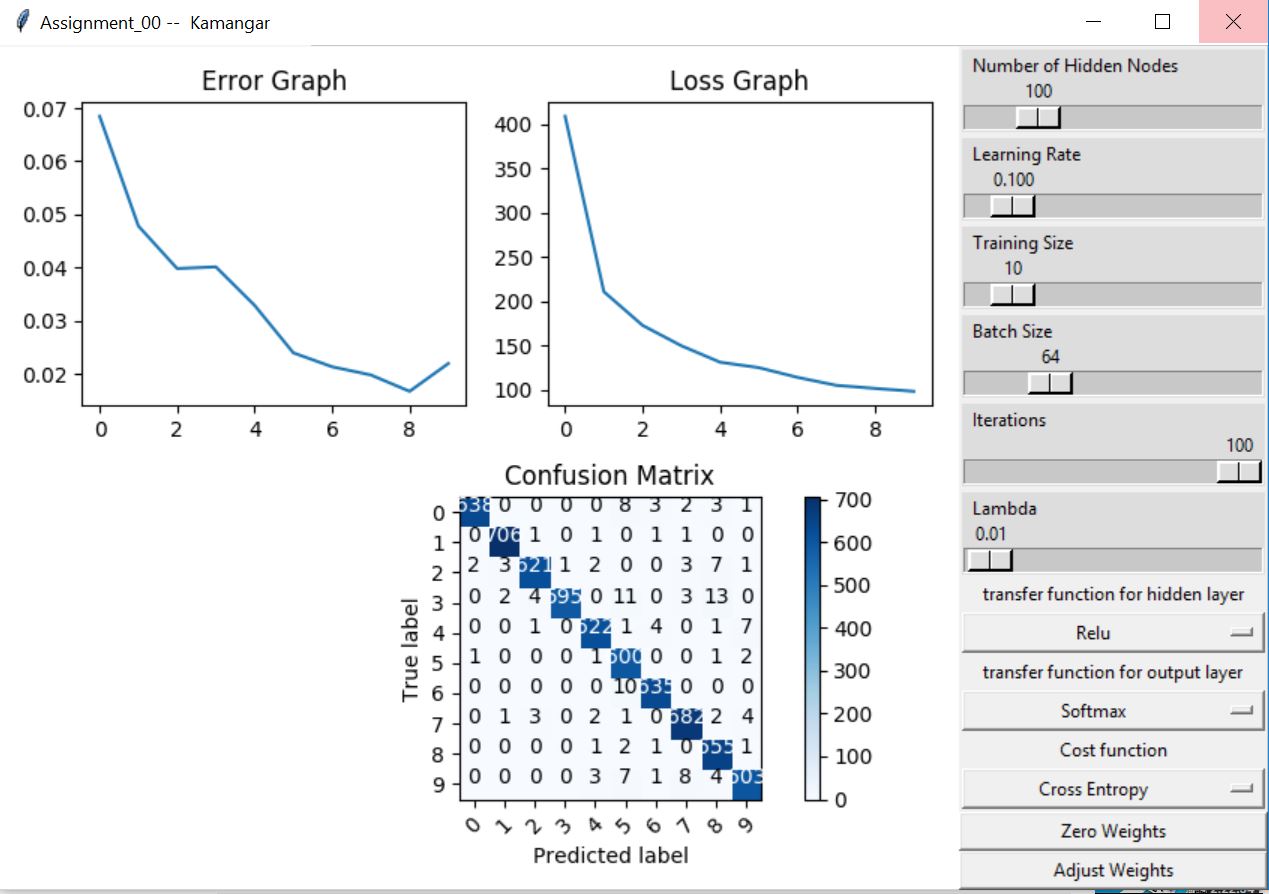 Assignment_00 -- Kamangar
Error Graph
0.07
0.06
0.05
0.04
0.03
0.02
0 2 4 6 8
Loss Graph
400
350
300
250
200
150
100
0 2 4 6 8
Confusion Matrix
True label
0 0 0 0 0 8 3 2 3 1
1 0 706 1 0 1 0 1 1 0 0
2 2 3 1 2 0 0 3 7 1
3 0 2 4 0 11 0 3 13 0
4 0 0 1 0 1 4 0 1 7
5 1 0 0 0 1 0 0 1 2
6 0 0 0 0 0 10 0 0 0
7 0 1 3 0 2 1 0 2 4
8 0 0 0 0 1 2 1 0 1
9 0 0 0 0 3 7 1 8 4
0 1 2 3 4 5 6 7 8 9
Predicted label
700
600
500
400
300
200
100
0
Number of Hidden Nodes
100
Learning Rate
0.100
Training Size
10
Batch Size
64
Iterations
100
Lambda
0.01
transfer function for hidden layer
Relu
transfer function for output layer
Softmax
Cost function
Cross Entropy
Zero Weights
Adjust Weights